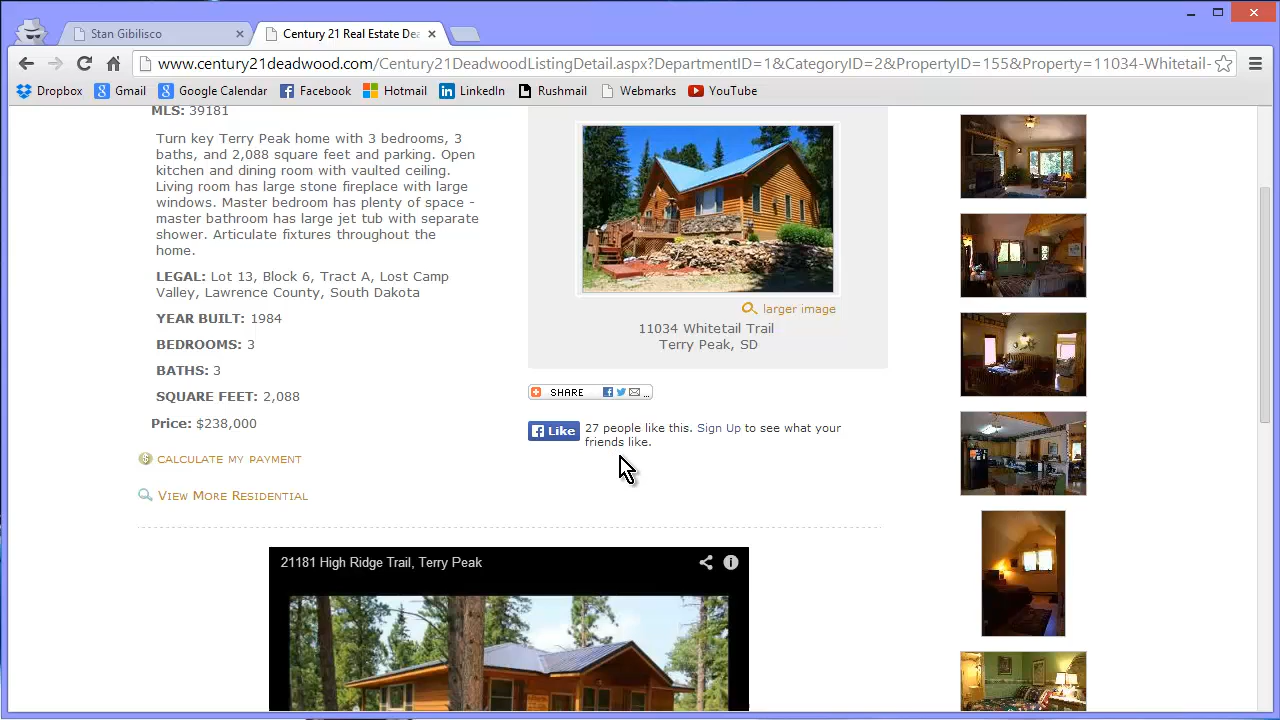 Stan Gibilisco
Century 21 Real Estate Dea
www.century21deadwood.com/Century21DeadwoodListingDetail.aspx?DepartmentID=1&CategoryID=2&PropertyID=155&Property=11034-Whitetail-
Dropbox Gmail Google Calendar Facebook Hotmail LinkedIn Rushmail Webmarks YouTube
MLS: 39181
Turn key Terry Peak home with 3 bedrooms, 3
baths, and 2,088 square feet and parking. Open
kitchen and dining room with vaulted ceiling.
Living room has large stone fireplace with large
windows. Master bedroom has plenty of space -
master bathroom has large jet tub with separate
shower. Articulate fixtures throughout the
home.
LEGAL: Lot 13, Block 6, Tract A, Lost Camp
Valley, Lawrence County, South Dakota
YEAR BUILT: 1984
BEDROOMS: 3
BATHS: 3
SQUARE FEET: 2,088
Price: $238,000
CALCULATE MY PAYMENT
VIEW MORE RESIDENTIAL
larger image
11034 Whitetail Trail
Terry Peak, SD
SHARE ...
Like
27 people like this. Sign Up to see what your
friends like.
21181 High Ridge Trail, Terry Peak